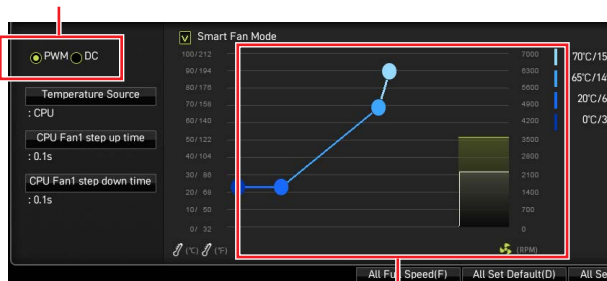 Smart Fan Mode
PWM DC
Temperature Source
: CPU
CPU Fan1 step up time
: 0.1s
CPU Fan1 step down time
: 0.1s
100/212 7000
90/194 6300
80/176 5600
70/158 4900
60/140 4200
50/122 3500
40/104 2800
30/ 86 2100
20/ 68 1400
10/ 50 700
0/ 32 0
(°C) (°F) (RPM)
70°C/15
65°C/14
20°C/6
0°C/3
All Full Speed(F) All Set Default(D) All Se